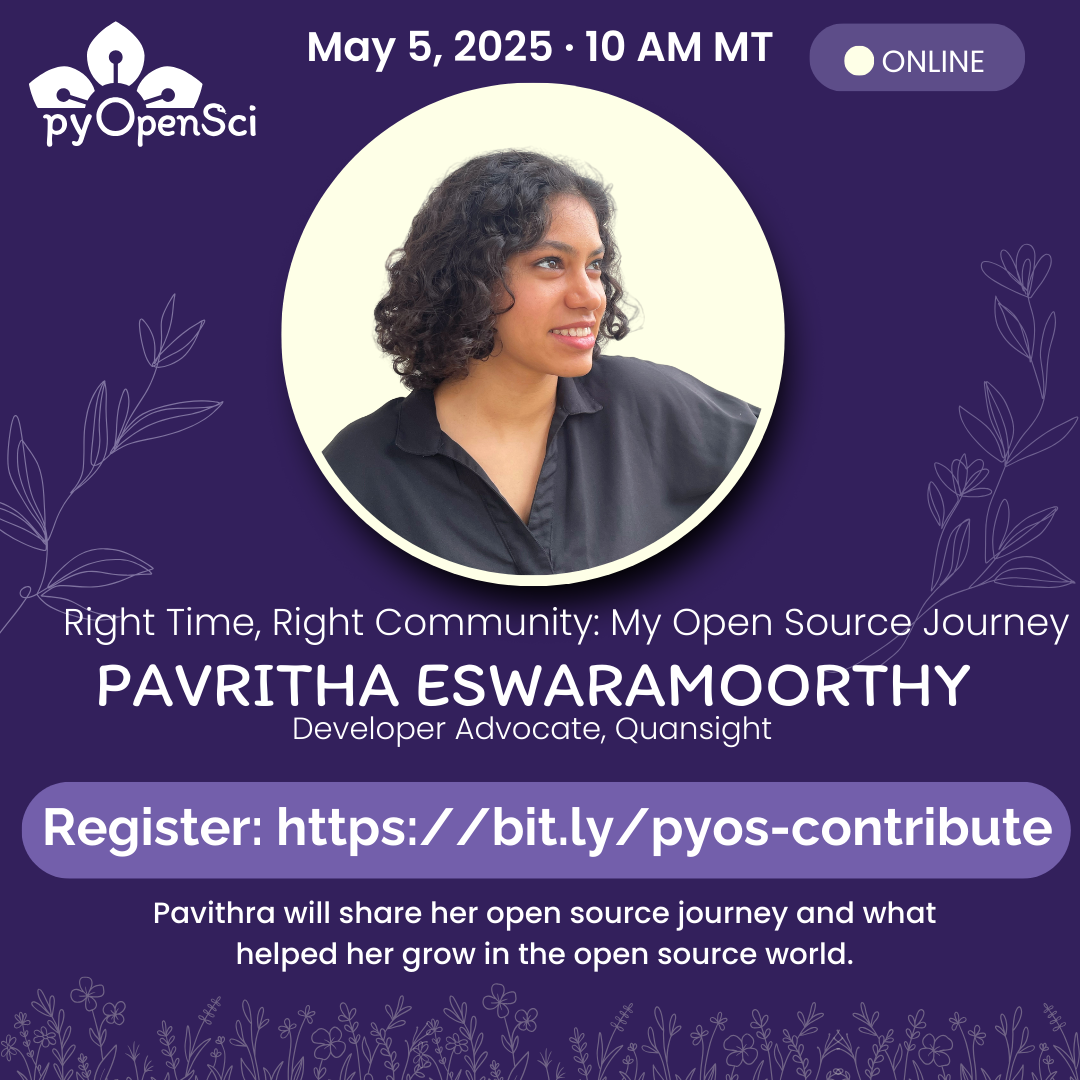 pyOpenSci
May 5, 2025 · 10 AM MT
ONLINE
Right Time, Right Community: My Open Source Journey
PAVRITHA ESWARAMOORTHY
Developer Advocate, Quansight
Register: https://bit.ly/pyos-contribute
Pavithra will share her open source journey and what
helped her grow in the open source world.